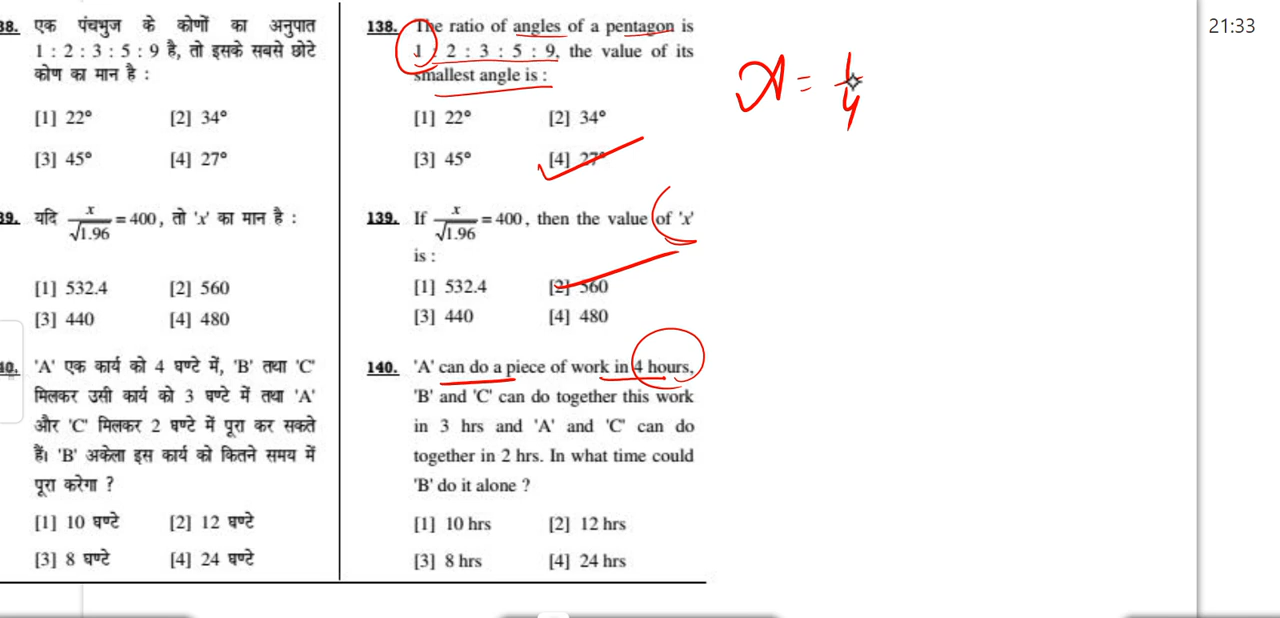 38. एक पंचभुज के कोणों का अनुपात
1 : 2 : 3 : 5 : 9 है, तो इसके सबसे छोटे
कोण का मान है :
[1] 22° [2] 34°
[3] 45° [4] 27°
39. यदि x/√1.96 = 400, तो 'x' का मान है :
[1] 532.4 [2] 560
[3] 440 [4] 480
40. 'A' एक कार्य को 4 घण्टे में, 'B' तथा 'C'
मिलकर उसी कार्य को 3 घण्टे में तथा 'A'
और 'C' मिलकर 2 घण्टे में पूरा कर सकते
हैं। 'B' अकेला इस कार्य को कितने समय में
पूरा करेगा ?
[1] 10 घण्टे [2] 12 घण्टे
[3] 8 घण्टे [4] 24 घण्टे
138. The ratio of angles of a pentagon is
1 : 2 : 3 : 5 : 9, the value of its
smallest angle is :
[1] 22° [2] 34°
[3] 45° [4] 27°
139. If x/√1.96 = 400, then the value of 'x'
is :
[1] 532.4 [2] 560
[3] 440 [4] 480
140. 'A' can do a piece of work in 4 hours,
'B' and 'C' can do together this work
in 3 hrs and 'A' and 'C' can do
together in 2 hrs. In what time could
'B' do it alone ?
[1] 10 hrs [2] 12 hrs
[3] 8 hrs [4] 24 hrs
A = 1/4
21:33